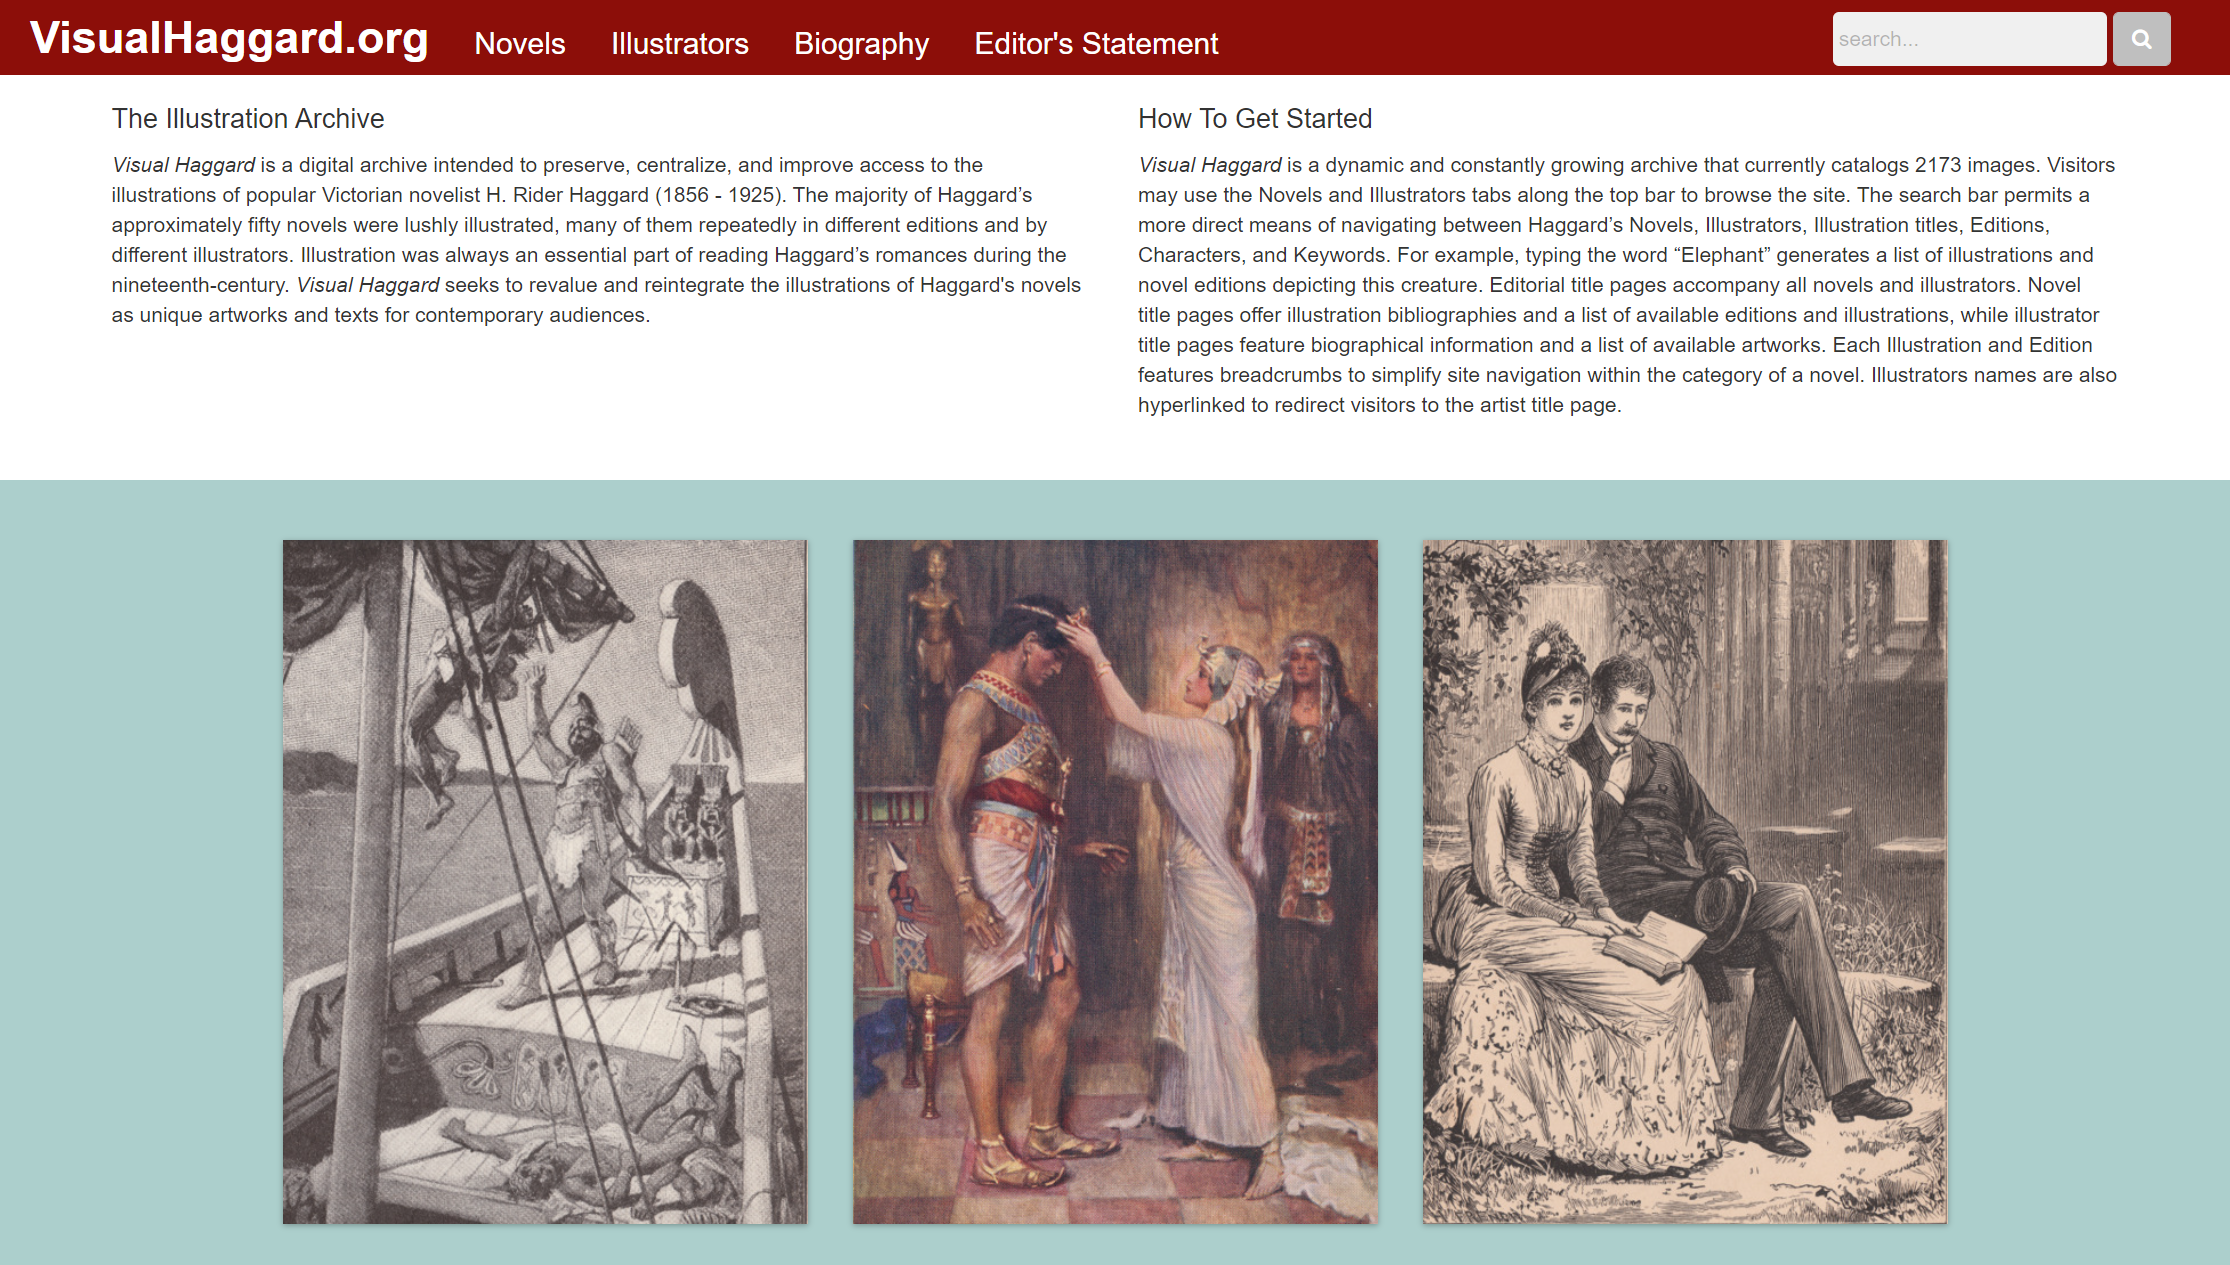 VisualHaggard.org Novels Illustrators Biography Editor's Statement search...
The Illustration Archive
Visual Haggard is a digital archive intended to preserve, centralize, and improve access to the
illustrations of popular Victorian novelist H. Rider Haggard (1856 - 1925). The majority of Haggard’s
approximately fifty novels were lushly illustrated, many of them repeatedly in different editions and by
different illustrators. Illustration was always an essential part of reading Haggard’s romances during the
nineteenth-century. Visual Haggard seeks to revalue and reintegrate the illustrations of Haggard's novels
as unique artworks and texts for contemporary audiences.
How To Get Started
Visual Haggard is a dynamic and constantly growing archive that currently catalogs 2173 images. Visitors
may use the Novels and Illustrators tabs along the top bar to browse the site. The search bar permits a
more direct means of navigating between Haggard’s Novels, Illustrators, Illustration titles, Editions,
Characters, and Keywords. For example, typing the word “Elephant” generates a list of illustrations and
novel editions depicting this creature. Editorial title pages accompany all novels and illustrators. Novel
title pages offer illustration bibliographies and a list of available editions and illustrations, while illustrator
title pages feature biographical information and a list of available artworks. Each Illustration and Edition
features breadcrumbs to simplify site navigation within the category of a novel. Illustrators names are also
hyperlinked to redirect visitors to the artist title page.